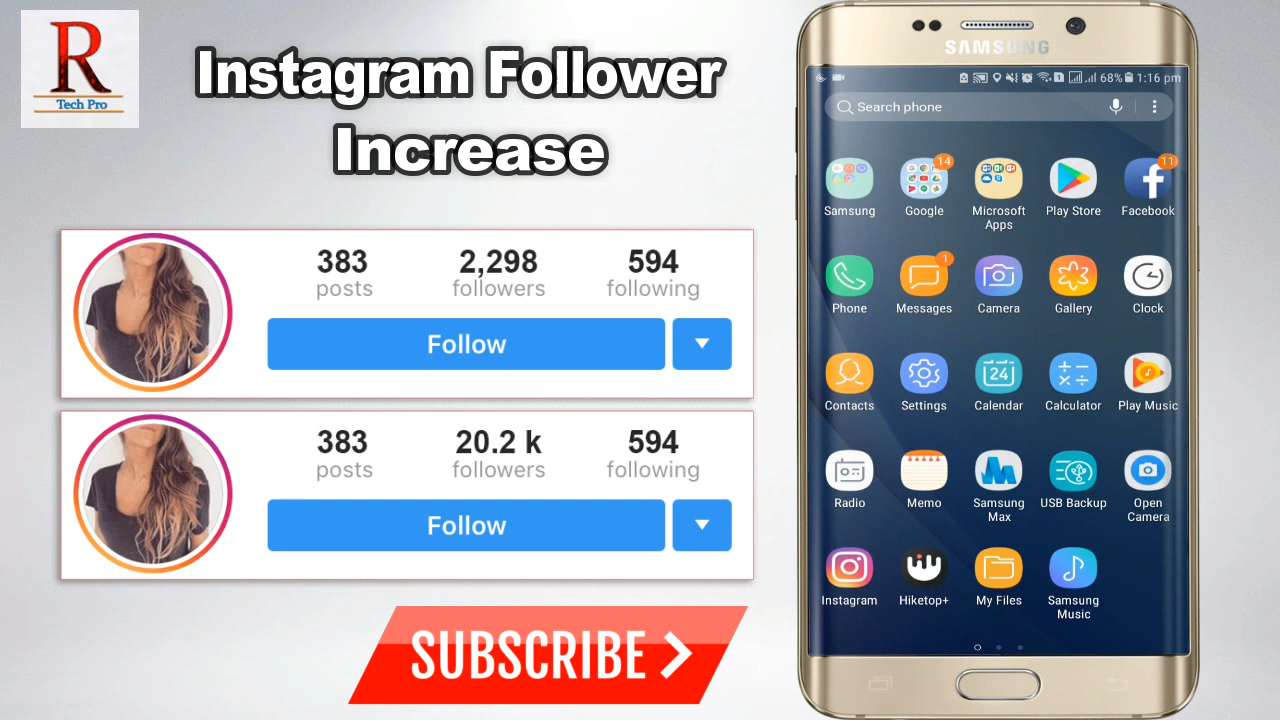 R
Tech Pro
Instagram Follower
Increase
383 2,298 594
posts followers following
Follow
383 20.2 k 594
posts followers following
Follow
SUBSCRIBE
SAMSUNG
68% 1:16 pm
Search phone
14 11
Samsung Google Microsoft Apps Play Store Facebook
1
Phone Messages Camera Gallery Clock
24
Contacts Settings Calendar Calculator Play Music
Radio Memo Samsung Max USB Backup Open Camera
Instagram Hiketop+ My Files Samsung Music